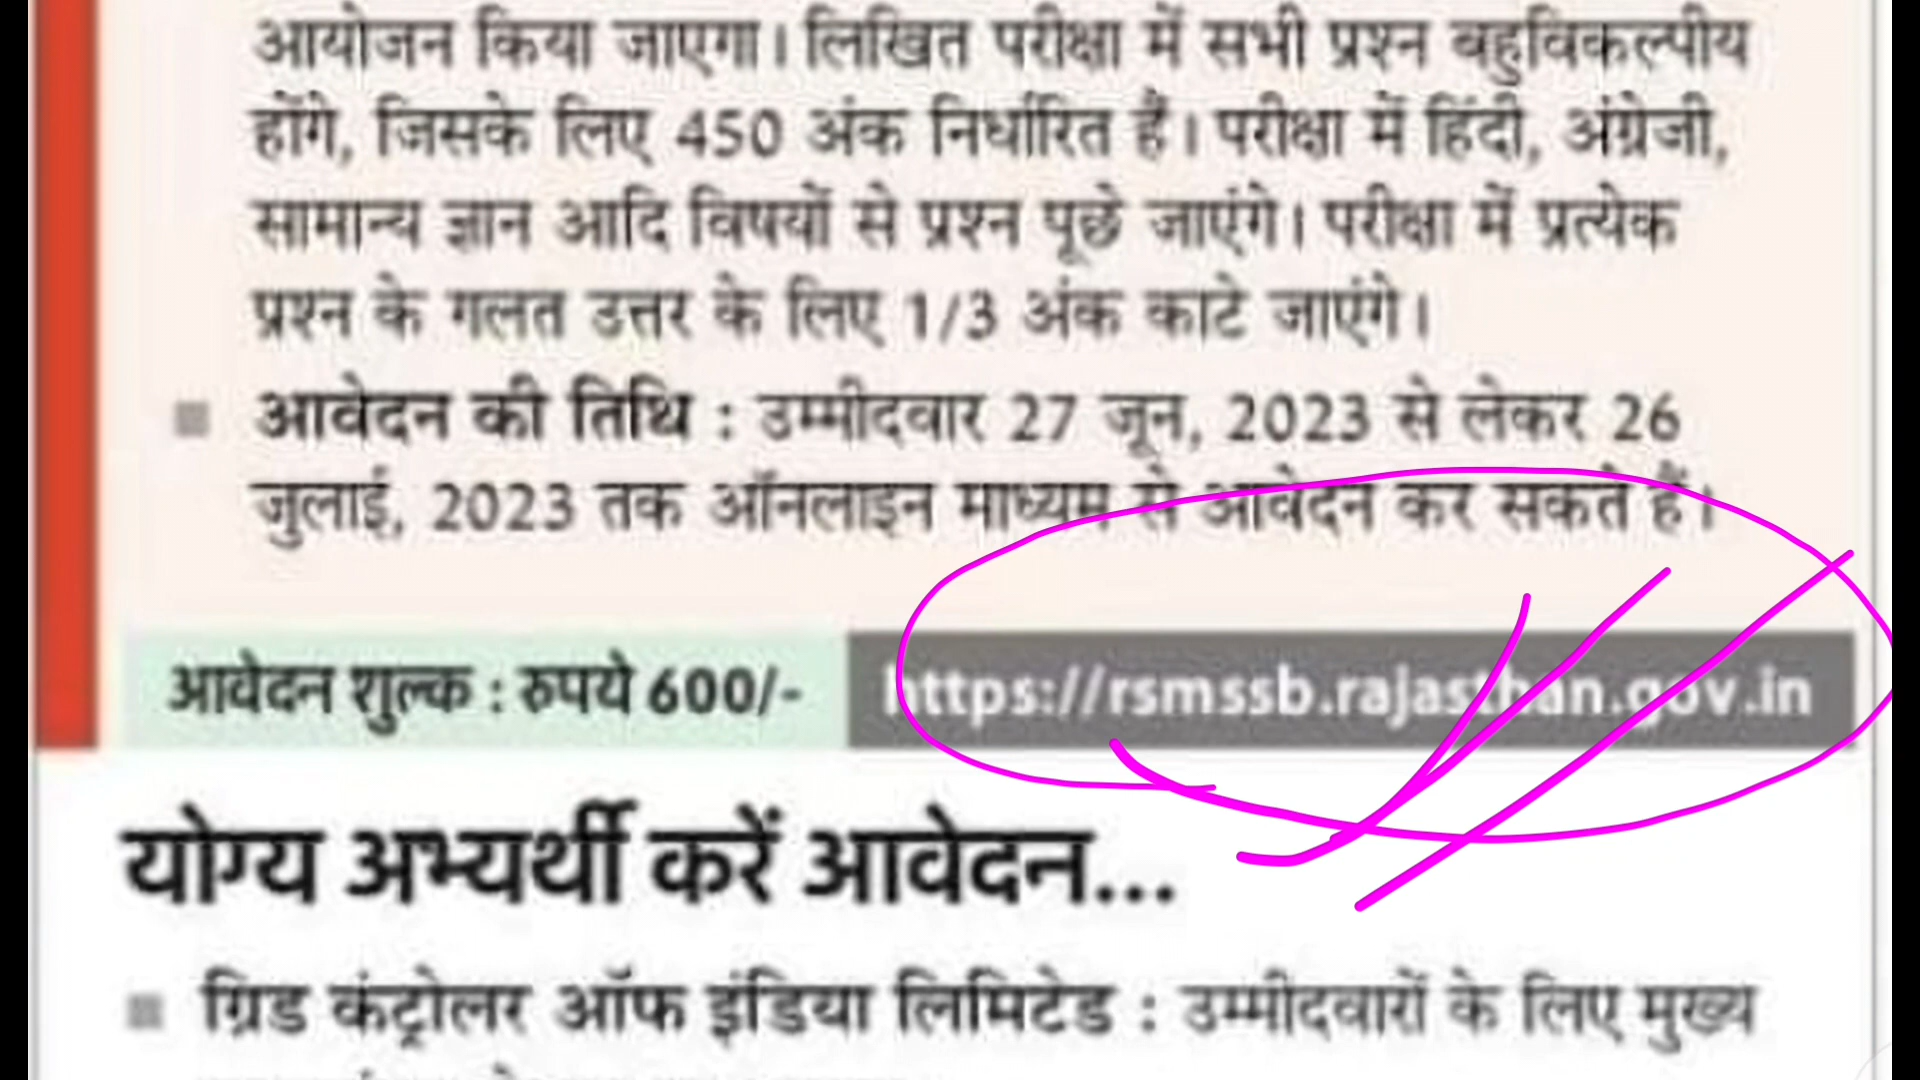 आयोजन किया जाएगा। लिखित परीक्षा में सभी प्रश्न बहुविकल्पीय
होंगे, जिसके लिए 450 अंक निर्धारित हैं। परीक्षा में हिंदी, अंग्रेजी,
सामान्य ज्ञान आदि विषयों से प्रश्न पूछे जाएंगे। परीक्षा में प्रत्येक
प्रश्न के गलत उत्तर के लिए 1/3 अंक काटे जाएंगे।
■ आवेदन की तिथि : उम्मीदवार 27 जून, 2023 से लेकर 26
जुलाई, 2023 तक ऑनलाइन माध्यम से आवेदन कर सकते हैं।
आवेदन शुल्क : रुपये 600/- https://rsmssb.rajasthan.gov.in
योग्य अभ्यर्थी करें आवेदन...
■ ग्रिड कंट्रोलर ऑफ इंडिया लिमिटेड : उम्मीदवारों के लिए मुख्य